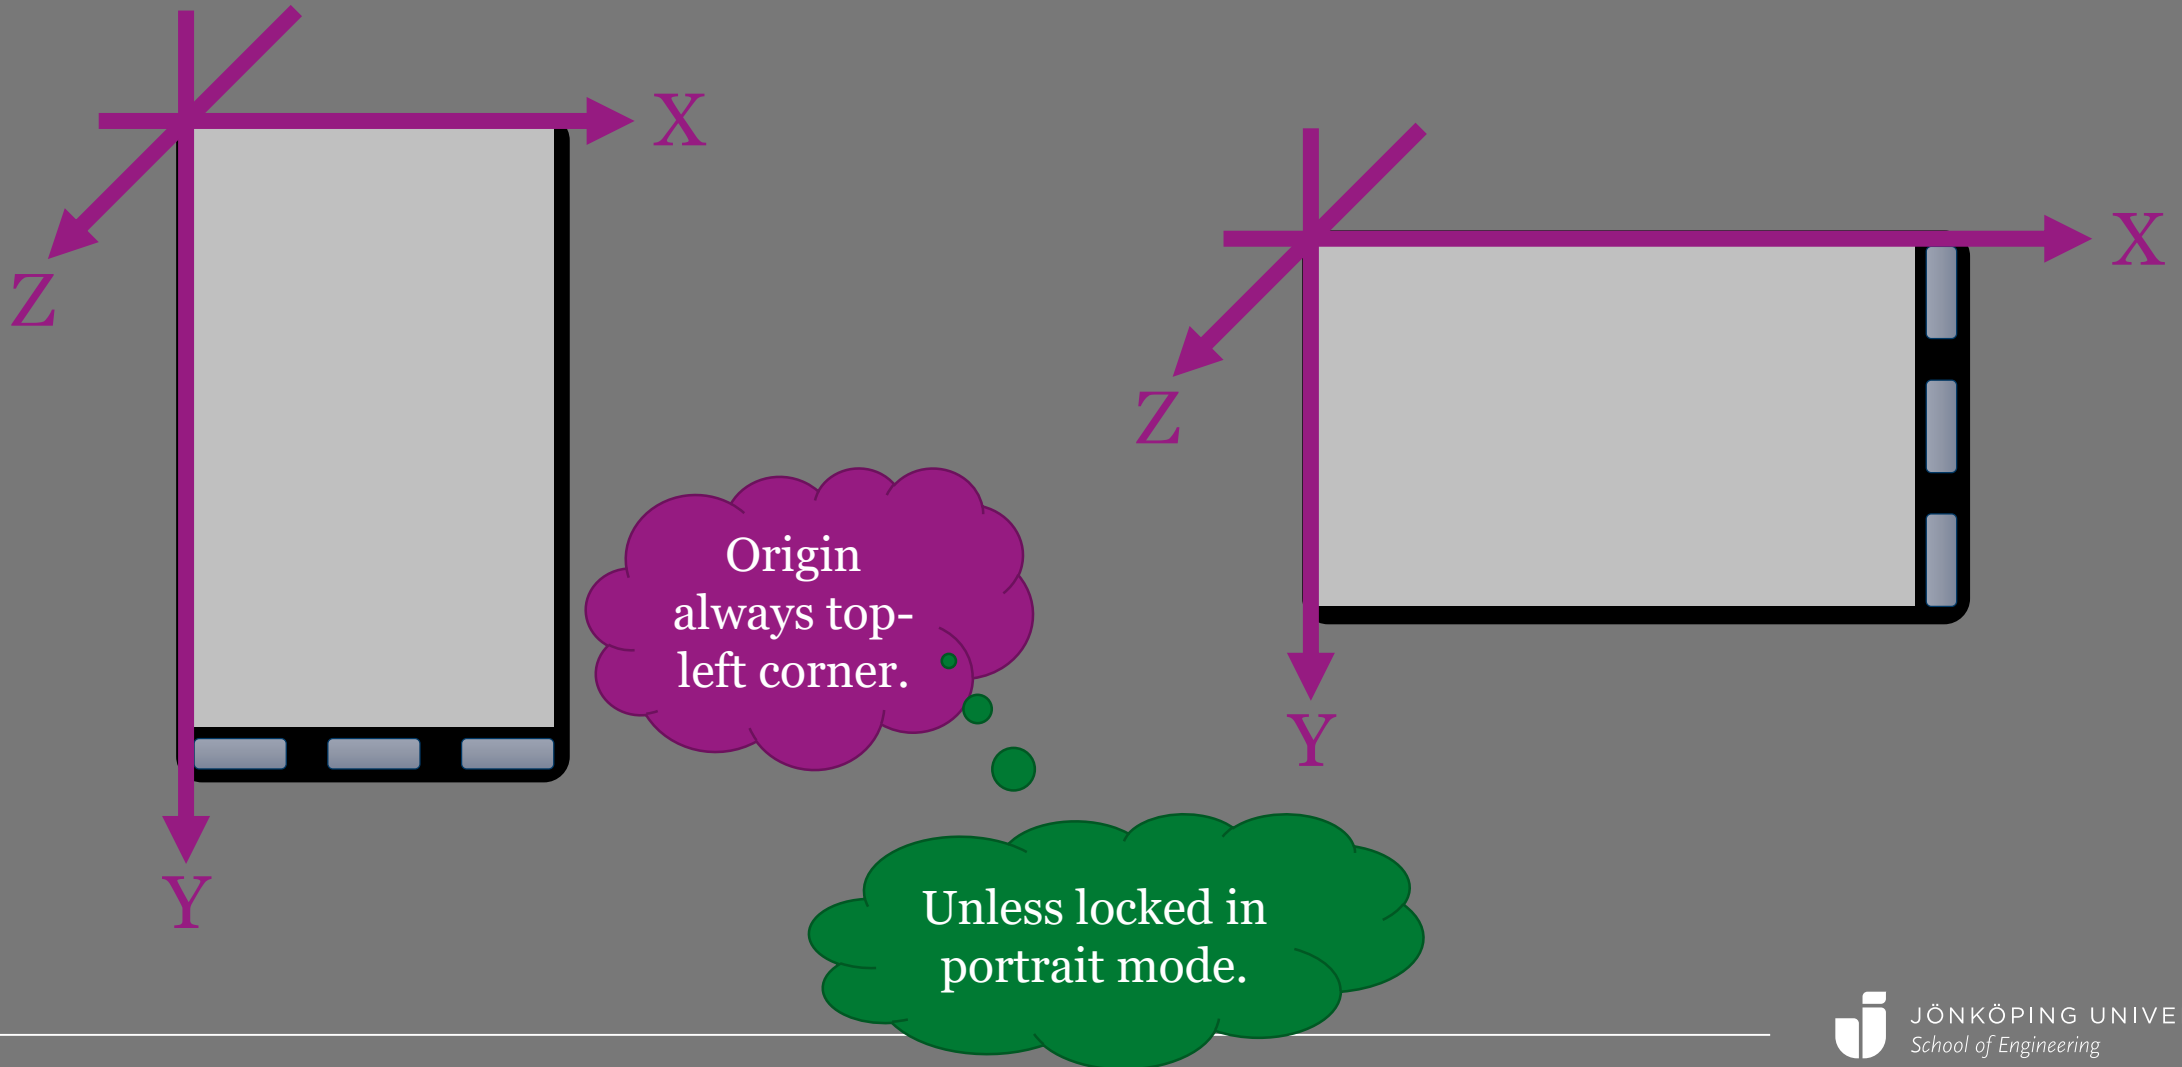 X
Z
Y
X
Z
Y
Origin
always top-
left corner.
Unless locked in
portrait mode.
JÖNKÖPING UNIVE
School of Engineering